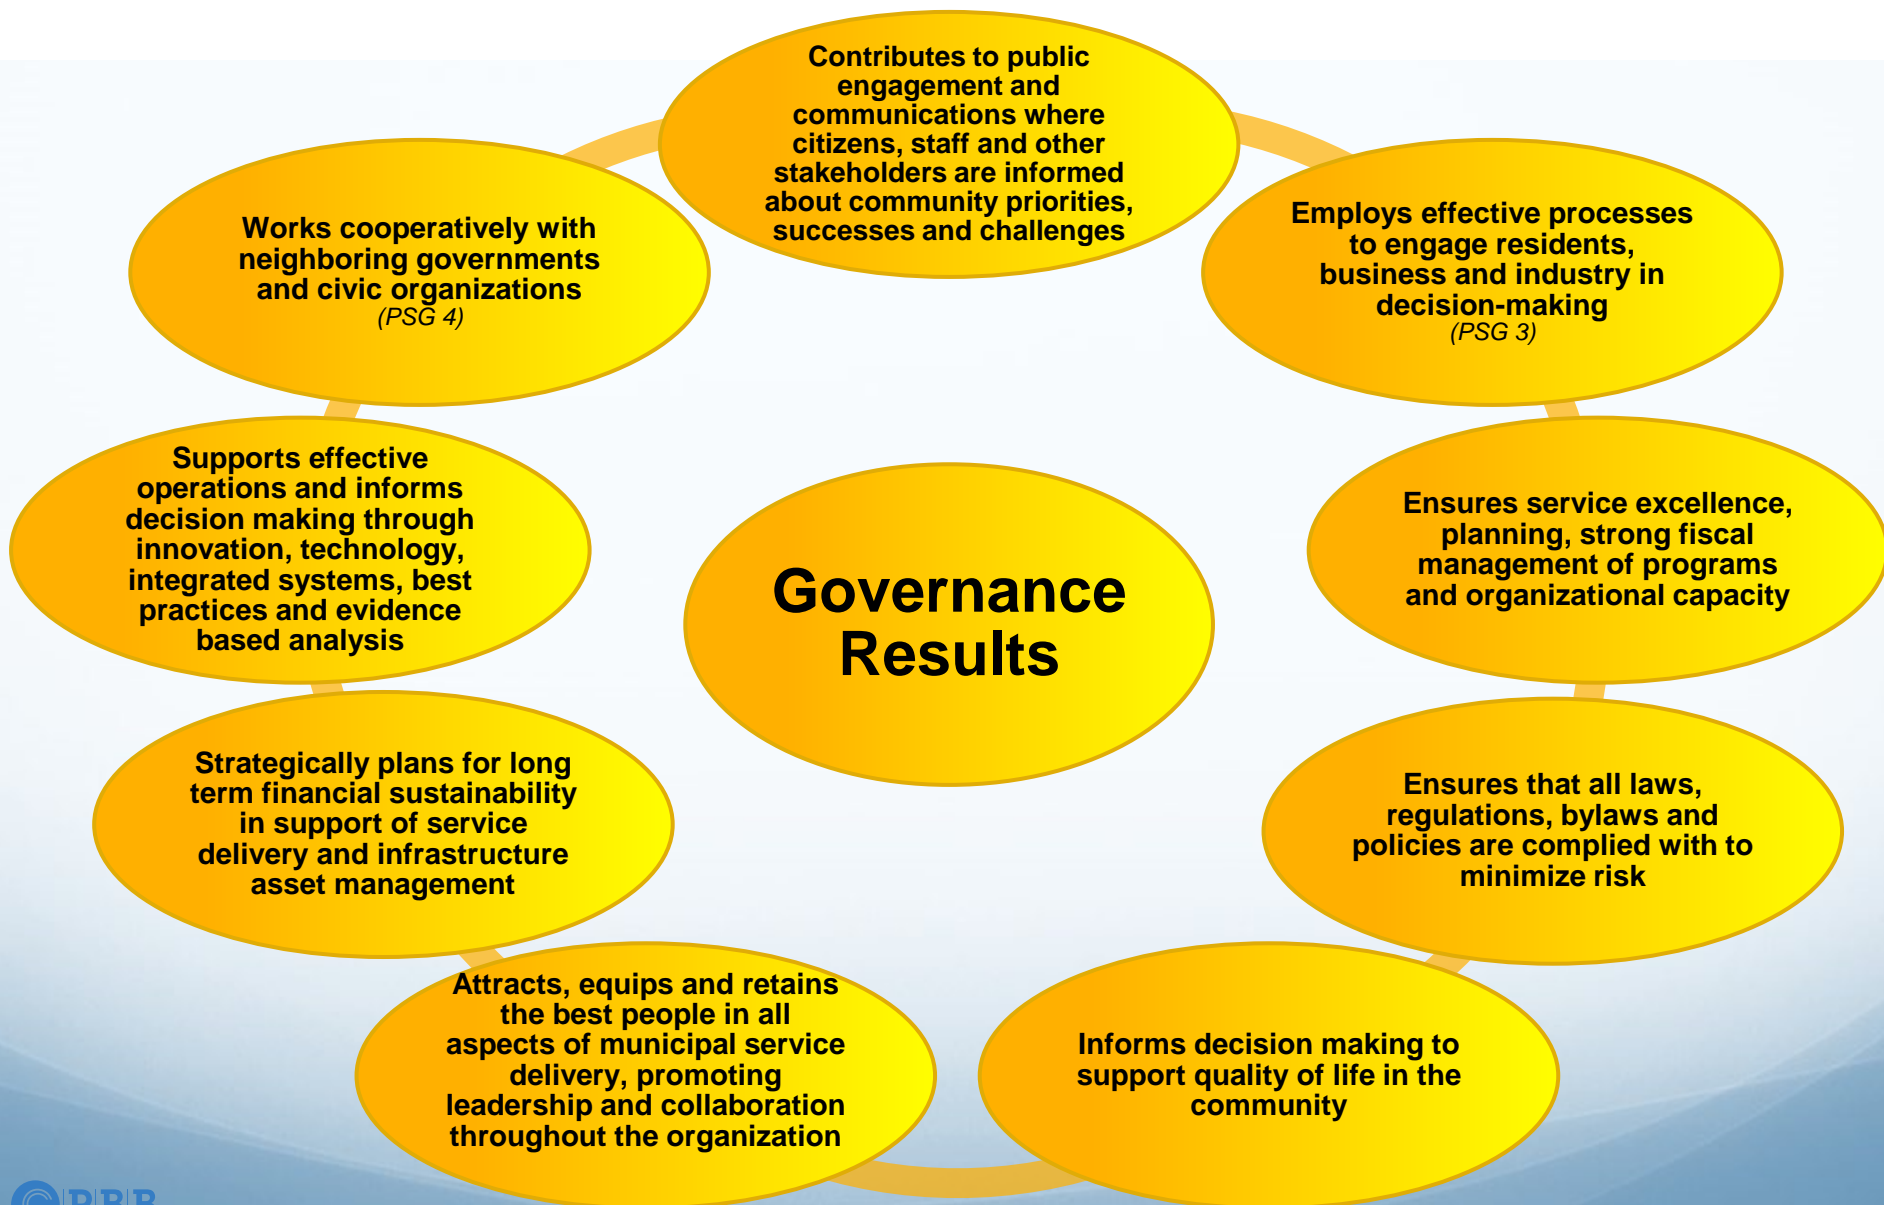 Contributes to public
engagement and
communications where
citizens, staff and other
stakeholders are informed
about community priorities,
successes and challenges
Employs effective processes
to engage residents,
business and industry in
decision-making
(PSG 3)
Ensures service excellence,
planning, strong fiscal
management of programs
and organizational capacity
Ensures that all laws,
regulations, bylaws and
policies are complied with to
minimize risk
Informs decision making to
support quality of life in the
community
Attracts, equips and retains
the best people in all
aspects of municipal service
delivery, promoting
leadership and collaboration
throughout the organization
Strategically plans for long
term financial sustainability
in support of service
delivery and infrastructure
asset management
Supports effective
operations and informs
decision making through
innovation, technology,
integrated systems, best
practices and evidence
based analysis
Works cooperatively with
neighboring governments
and civic organizations
(PSG 4)
Governance
Results